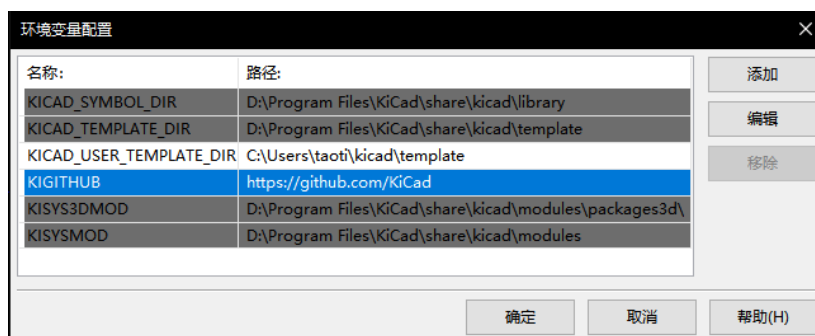 环境变量配置
名称: 路径:
KICAD_SYMBOL_DIR D:\Program Files\KiCad\share\kicad\library
KICAD_TEMPLATE_DIR D:\Program Files\KiCad\share\kicad\template
KICAD_USER_TEMPLATE_DIR C:\Users\taoti\kicad\template
KIGITHUB https://github.com/KiCad
KISYS3DMOD D:\Program Files\KiCad\share\kicad\modules\packages3d\
KISYSMOD D:\Program Files\KiCad\share\kicad\modules
添加
编辑
移除
确定 取消 帮助(H)